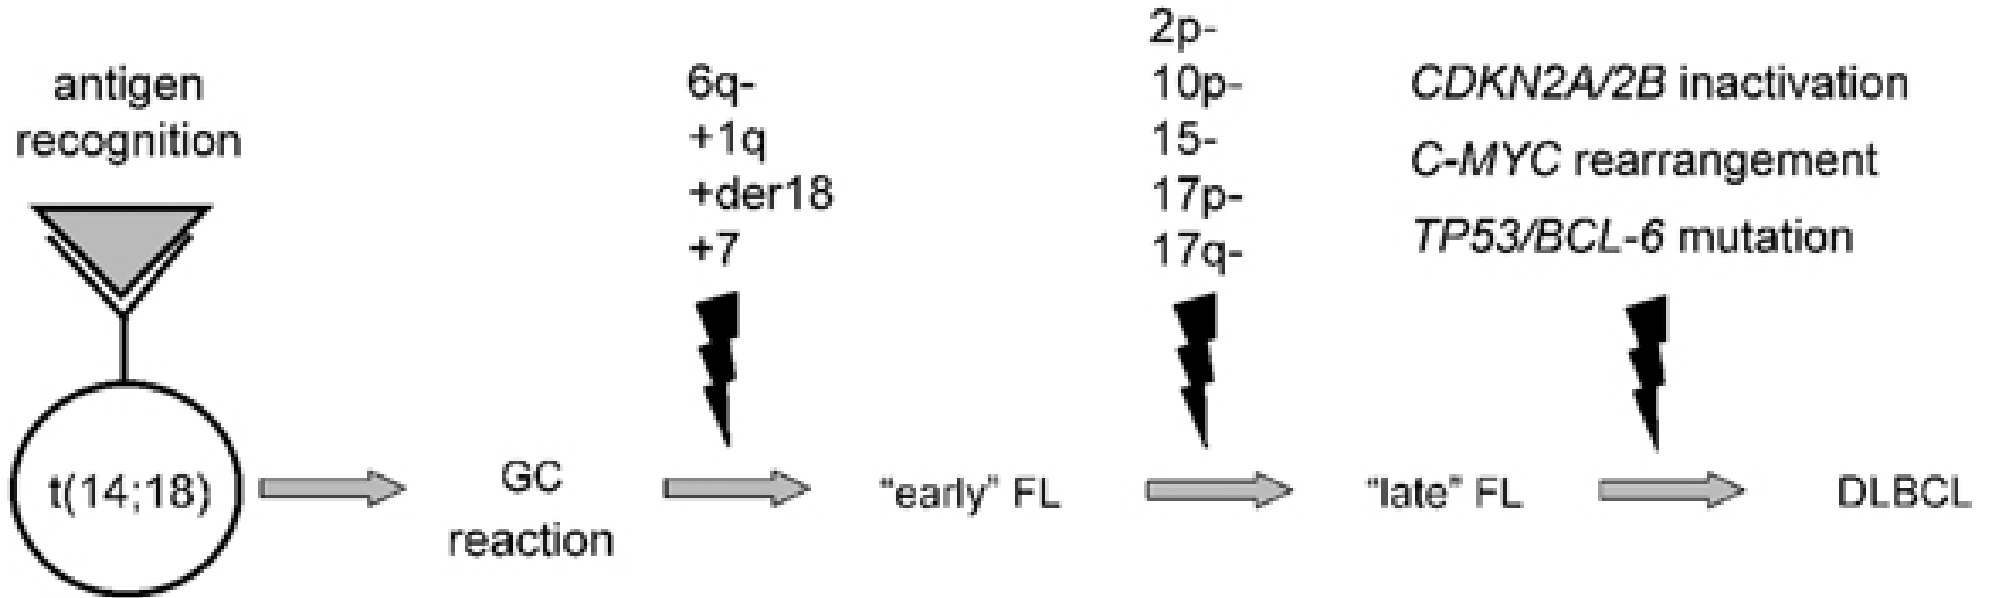 antigen
recognition
t(14;18)
GC
reaction
6q-
+1q
+der18
+7
“early” FL
2p-
10p-
15-
17p-
17q-
“late” FL
CDKN2A/2B inactivation
C-MYC rearrangement
TP53/BCL-6 mutation
DLBCL